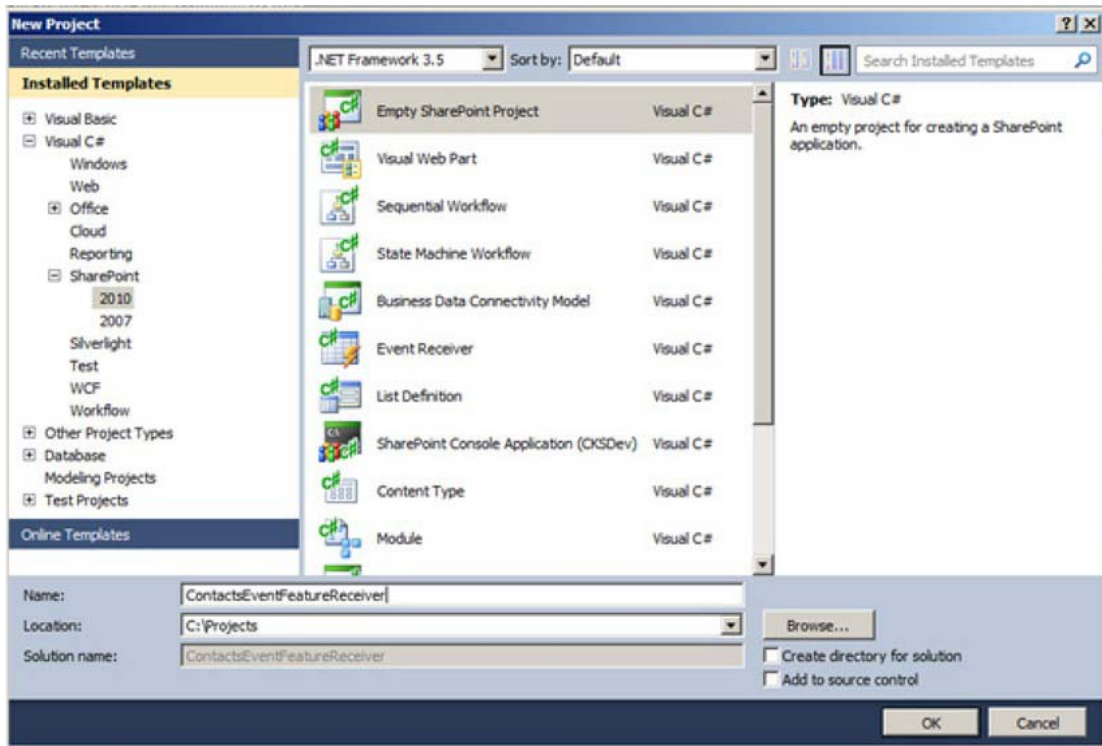 New Project
Recent Templates
Installed Templates
Visual Basic
Visual C#
Windows
Web
Office
Cloud
Reporting
SharePoint
2010
2007
Silverlight
Test
WCF
Workflow
Other Project Types
Database
Modeling Projects
Test Projects
Online Templates
.NET Framework 3.5 Sort by: Default
Empty SharePoint Project Visual C#
Visual Web Part Visual C#
Sequential Workflow Visual C#
State Machine Workflow Visual C#
Business Data Connectivity Model Visual C#
Event Receiver Visual C#
List Definition Visual C#
SharePoint Console Application (CKSDev) Visual C#
Content Type Visual C#
Module Visual C#
Search Installed Templates
Type: Visual C#
An empty project for creating a SharePoint
application.
Name: ContactsEventFeatureReceiver
Location: C:\Projects
Browse...
Solution name: ContactsEventFeatureReceiver
Create directory for solution
Add to source control
OK Cancel